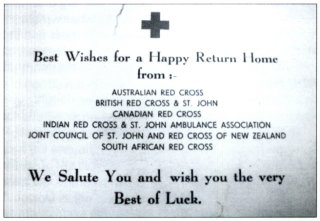 Best Wishes for a Happy Return Home
from :-
AUSTRALIAN RED CROSS
BRITISH RED CROSS & ST. JOHN
CANADIAN RED CROSS
INDIAN RED CROSS & ST. JOHN AMBULANCE ASSOCIATION
JOINT COUNCIL OF ST. JOHN AND RED CROSS OF NEW ZEALAND
SOUTH AFRICAN RED CROSS
We Salute You and wish you the very
Best of Luck.